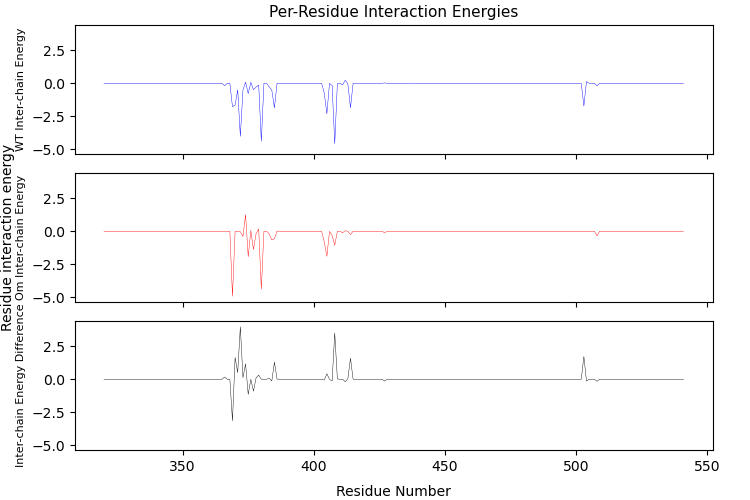 Per-Residue Interaction Energies
WT Inter-chain Energy
2.5
0.0
−2.5
−5.0
Residue interaction energy
Om Inter-chain Energy
2.5
0.0
−2.5
−5.0
Inter-chain Energy Difference
2.5
0.0
−2.5
−5.0
350
400
450
500
550
Residue Number